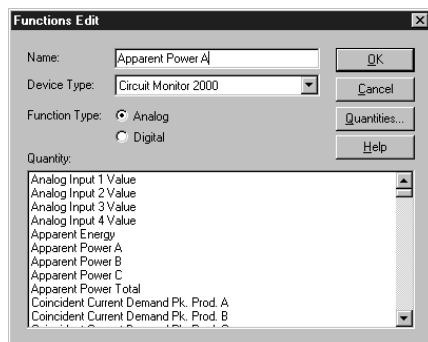 Functions Edit
Name: Apparent Power A OK
Device Type: Circuit Monitor 2000 Cancel
Function Type: Analog Quantities...
Digital Help
Quantity:
Analog Input 1 Value
Analog Input 2 Value
Analog Input 3 Value
Analog Input 4 Value
Apparent Energy
Apparent Power A
Apparent Power B
Apparent Power C
Apparent Power Total
Coincident Current Demand Pk. Prod. A
Coincident Current Demand Pk. Prod. B